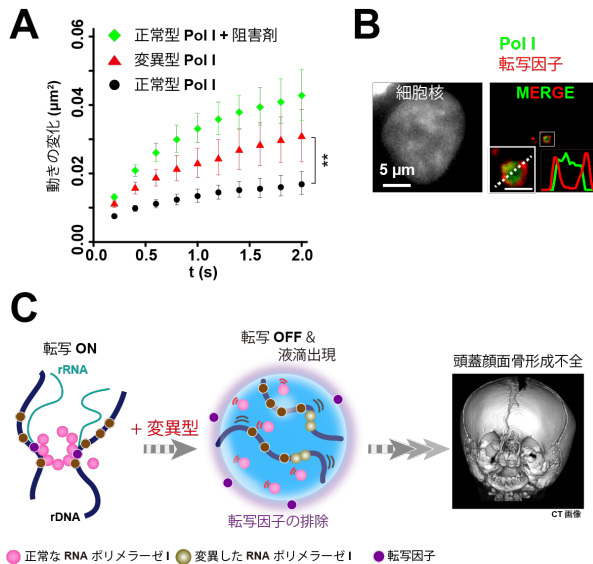 A
正常型 Pol I + 阻害剤
変異型 Pol I
正常型 Pol I
動きの変化 (μm²)
0.06
0.04
0.02
0.00
**
0.0
0.4
0.8
1.0
1.6
2.0
t (s)
B
Pol I
転写因子
細胞核
MERGE
5 μm
C
転写 ON
rRNA
rDNA
+ 変異型
転写 OFF &
液滴出現
転写因子の排除
頭蓋顔面骨形成不全
CT 画像
正常な RNA ポリメラーゼ I
変異した RNA ポリメラーゼ I
転写因子